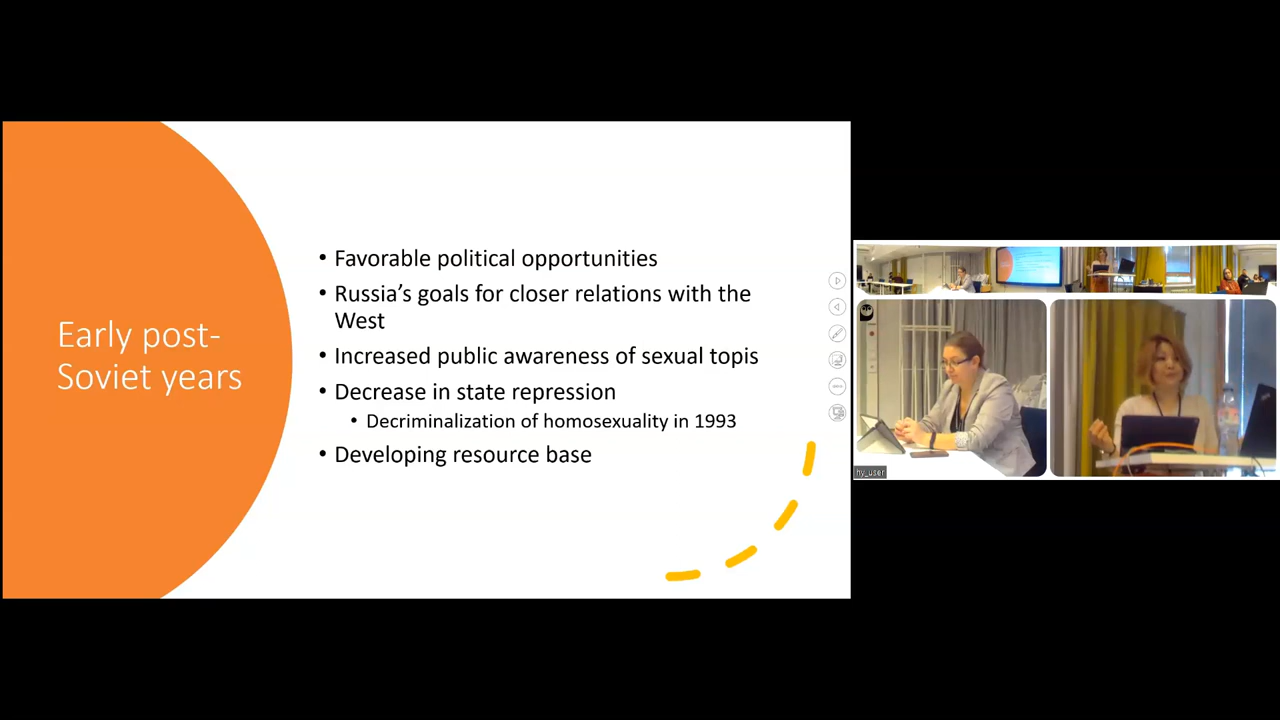 Early post-
Soviet years
• Favorable political opportunities
• Russia’s goals for closer relations with the
West
• Increased public awareness of sexual topis
• Decrease in state repression
• Decriminalization of homosexuality in 1993
• Developing resource base
hy_user